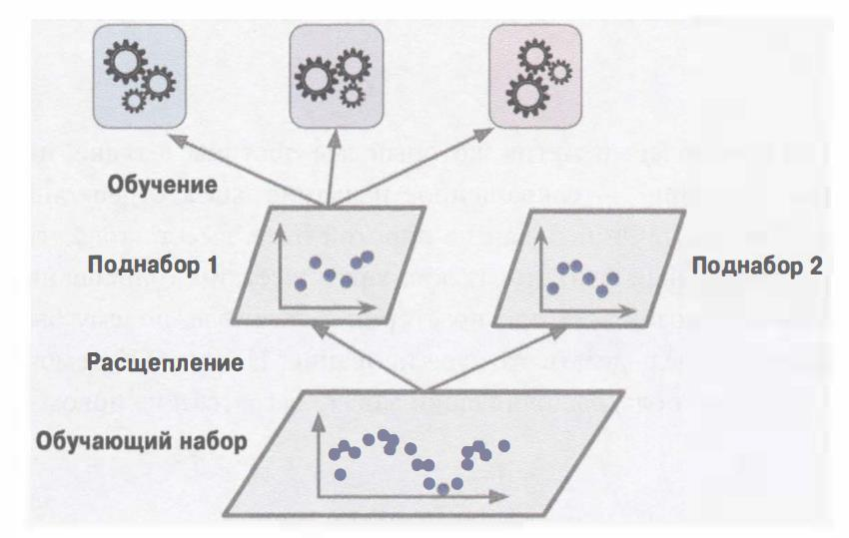 Обучение
Поднабор 1
Поднабор 2
Расщепление
Обучающий набор